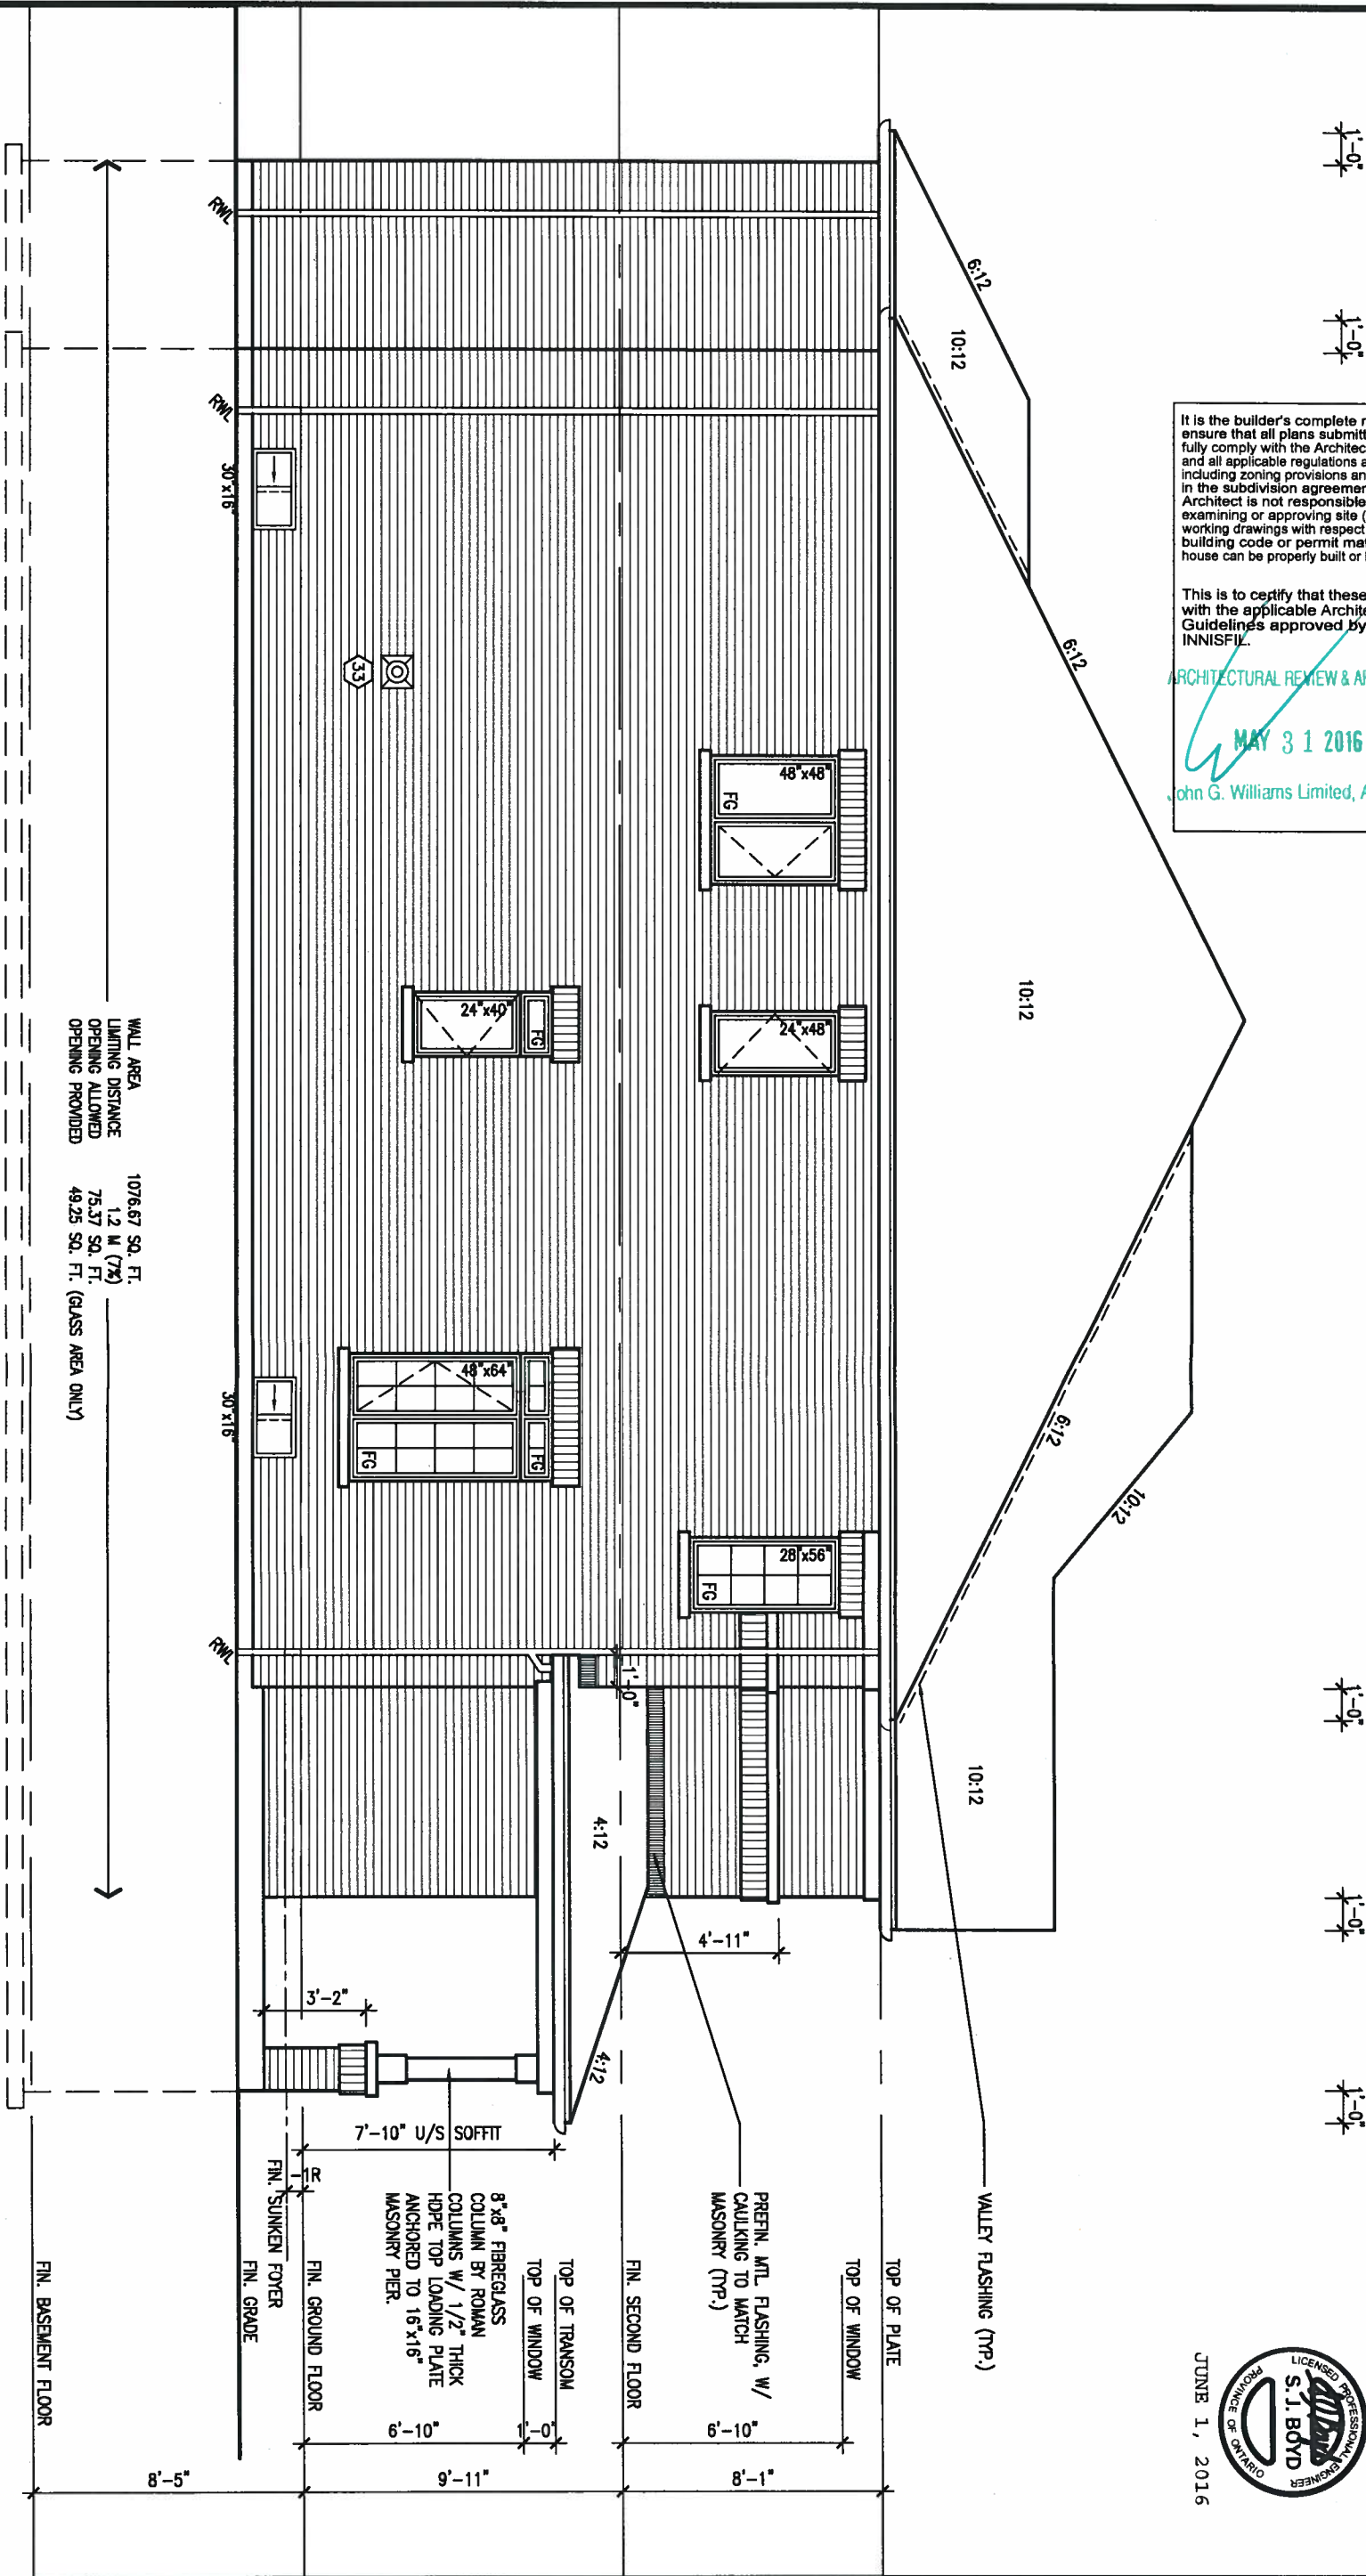 1'-0"
1'-0"
1'-0"
1'-0"
1'-0"
It is the builder's complete
ensure that all plans submitt
fully comply with the Architec
and all applicable regulations a
including zoning provisions an
in the subdivision agreemen
Architect is not responsible
examining or approving site (
working drawings with respect
building code or permit mat
house can be properly built or
This is to certify that these
with the applicable Archite
Guidelines approved by
INNISFIL.
ARCHITECTURAL REVIEW & AP
MAY 31 2016
John G. Williams Limited, A
LICENSED PROFESSIONAL ENGINEER
S. J. BOYD
PROVINCE OF ONTARIO
JUNE 1, 2016
6:12
10:12
6:12
10:12
6:12
10:12
10:12
VALLEY FLASHING (TYP.)
TOP OF PLATE
TOP OF WINDOW
PREFIN. MTL. FLASHING, W/
CAULKING TO MATCH
MASONRY (TYP.)
FIN. SECOND FLOOR
TOP OF TRANSOM
TOP OF WINDOW
8"x8" FIBREGLASS
COLUMN BY ROMAN
COLUMNS W/ 1/2" THICK
HDPE TOP LOADING PLATE
ANCHORED TO 16"x16"
MASONRY PIER.
FIN. GROUND FLOOR
FIN. SUNKEN FOYER
FIN. GRADE
FIN. BASEMENT FLOOR
8'-1"
6'-10"
9'-11"
1'-0"
6'-10"
8'-5"
48"x48"
FG
24"x48"
28"x56"
FG
24"x40"
FG
48"x64"
FG
FG
33
1'-0"
4:12
4:12
4'-11"
3'-2"
7'-10" U/S SOFFIT
-1R
RWL
RWL
30"x16"
30"x16"
RWL
WALL AREA 1076.67 SQ. FT.
LIMITING DISTANCE 1.2 M (7%)
OPENING ALLOWED 75.37 SQ. FT.
OPENING PROVIDED 49.25 SQ. FT. (GLASS AREA ONLY)